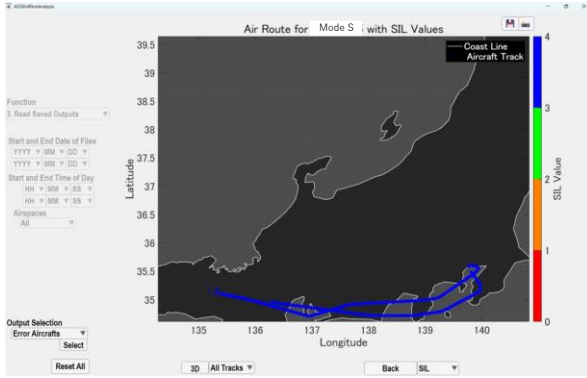 Air Route for Mode S with SIL Values
Coast Line
Aircraft Track
Function
3. Read Saved Outputs
Start and End Date of Files
YYYY MM DD
YYYY MM DD
Start and End Time of Day
HH MM SS
HH MM SS
Airspaces
All
Output Selection
Error Aircrafts
Select
Reset All
Latitude
39.5
39
38.5
38
37.5
37
36.5
36
35.5
35
135
136
137
138
139
140
Longitude
4
3
2
1
0
SIL Value
3D
All Tracks
Back
SIL